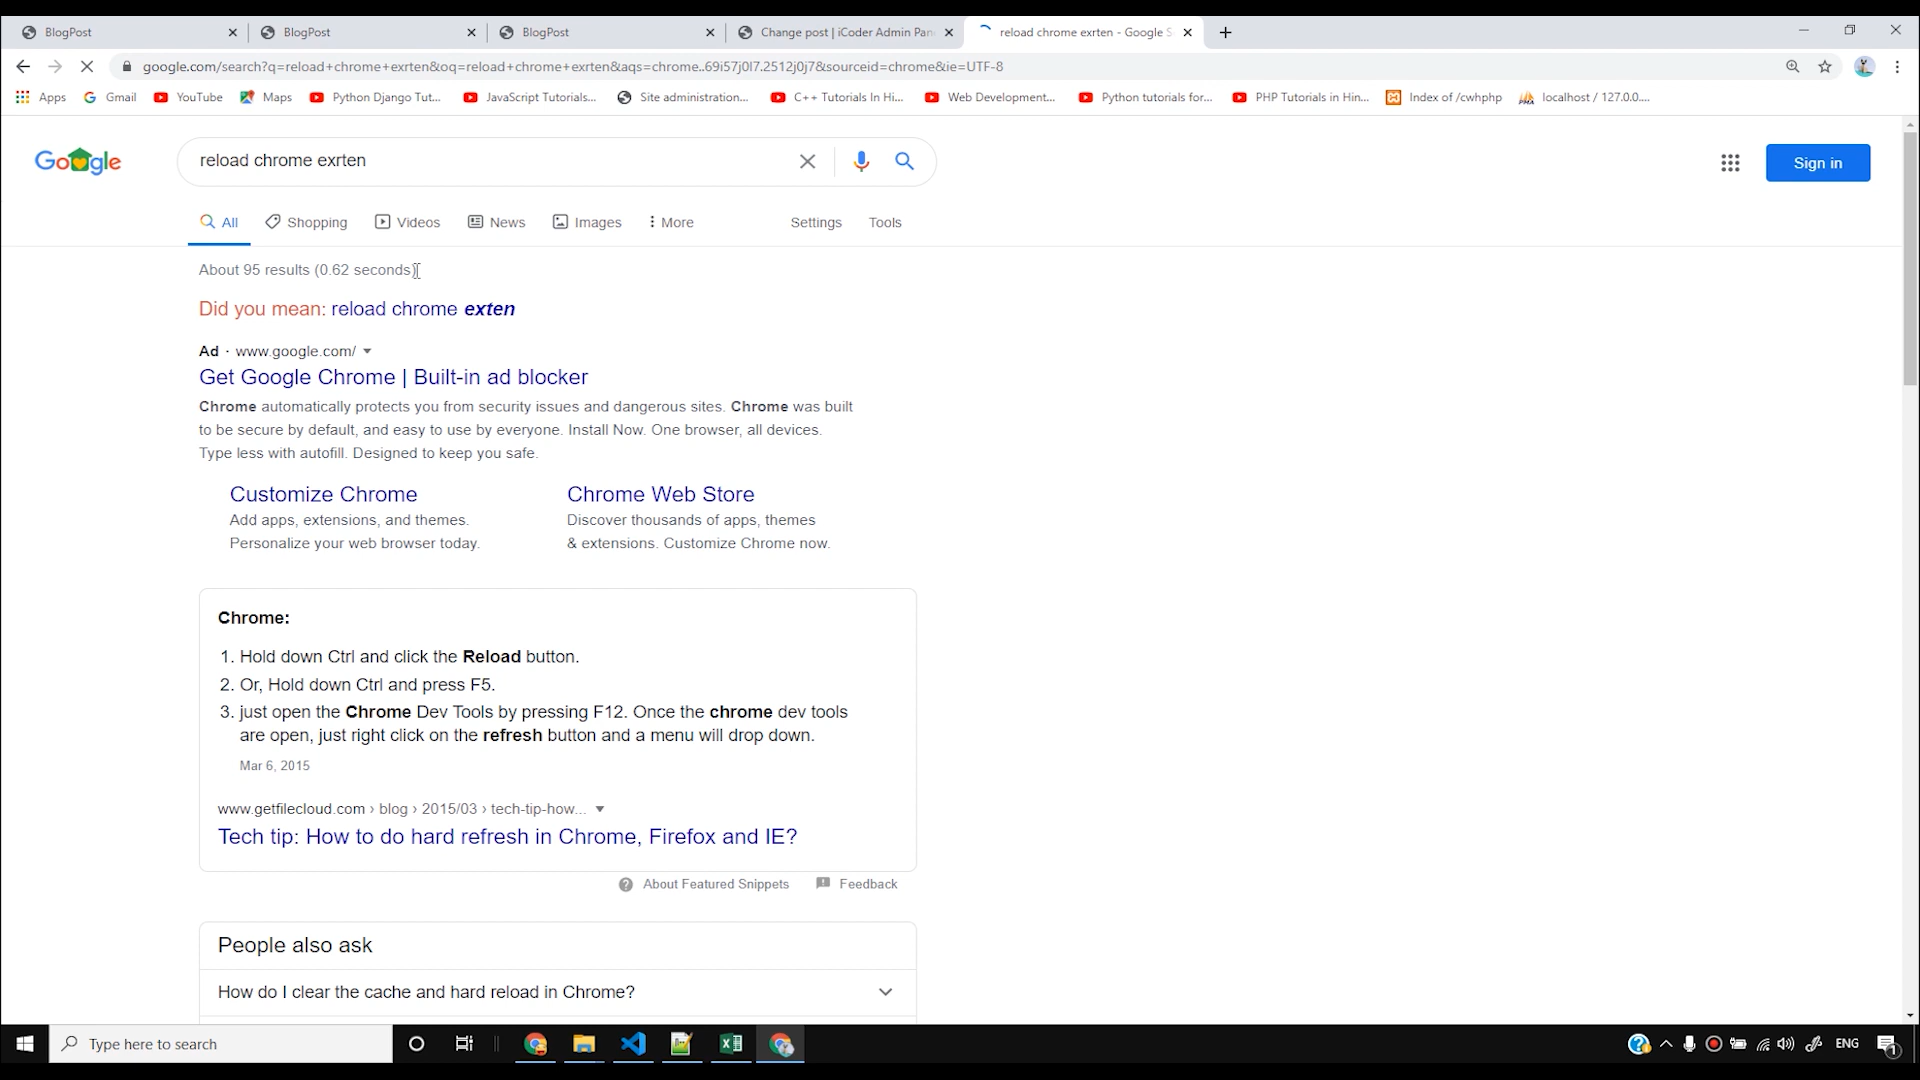 BlogPost
BlogPost
BlogPost
Change post | iCoder Admin Pan
reload chrome exrten - Google S
google.com/search?q=reload+chrome+exrten&oq=reload+chrome+exrten&aqs=chrome..69i57j0l7.2512j0j7&sourceid=chrome&ie=UTF-8
Apps
Gmail
YouTube
Maps
Python Django Tut...
JavaScript Tutorials...
Site administration...
C++ Tutorials In Hi...
Web Development...
Python tutorials for...
PHP Tutorials in Hin...
Index of /cwhphp
localhost / 127.0.0....
Google
reload chrome exrten
Sign in
All
Shopping
Videos
News
Images
More
Settings
Tools
About 95 results (0.62 seconds)
Did you mean: reload chrome exten
Ad · www.google.com/
Get Google Chrome | Built-in ad blocker
Chrome automatically protects you from security issues and dangerous sites. Chrome was built
to be secure by default, and easy to use by everyone. Install Now. One browser, all devices.
Type less with autofill. Designed to keep you safe.
Customize Chrome
Add apps, extensions, and themes.
Personalize your web browser today.
Chrome Web Store
Discover thousands of apps, themes
& extensions. Customize Chrome now.
Chrome:
1. Hold down Ctrl and click the Reload button.
2. Or, Hold down Ctrl and press F5.
3. just open the Chrome Dev Tools by pressing F12. Once the chrome dev tools
are open, just right click on the refresh button and a menu will drop down.
Mar 6, 2015
www.getfilecloud.com › blog › 2015/03 › tech-tip-how...
Tech tip: How to do hard refresh in Chrome, Firefox and IE?
About Featured Snippets
Feedback
People also ask
How do I clear the cache and hard reload in Chrome?
Type here to search
ENG
1